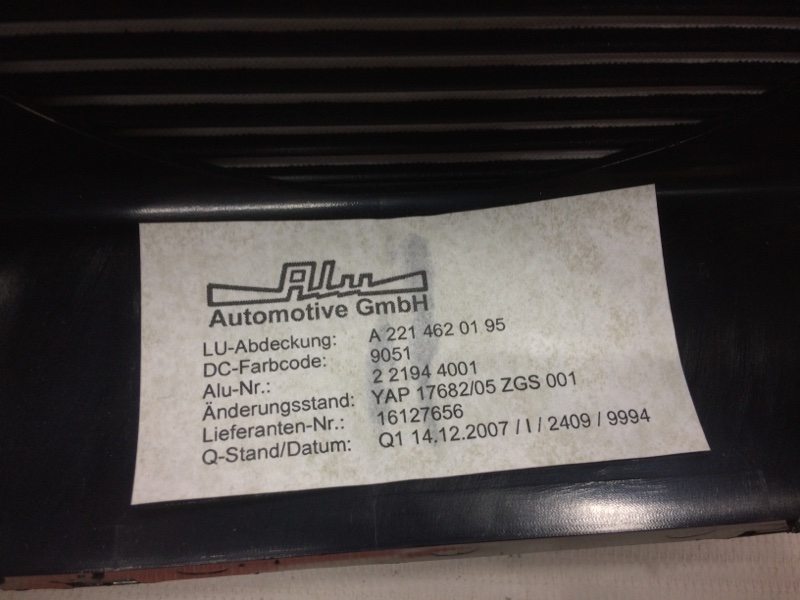 Alu
Automotive GmbH
LU-Abdeckung: A 221 462 01 95
DC-Farbcode: 9051
Alu-Nr.: 2 2194 4001
Änderungsstand: YAP 17682/05 ZGS 001
Lieferanten-Nr.: 16127656
Q-Stand/Datum: Q1 14.12.2007 / I / 2409 / 9994